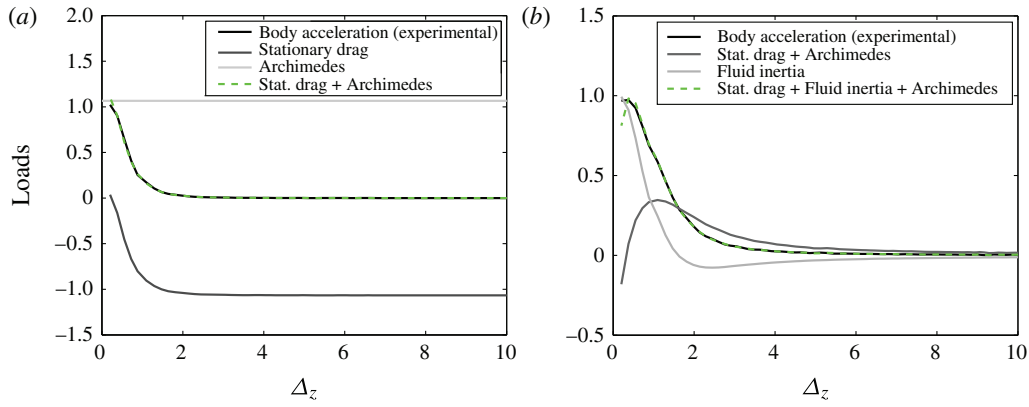 (a)
2.0
1.5
1.0
0.5
0
−0.5
−1.0
−1.5
Loads
Body acceleration (experimental)
Stationary drag
Archimedes
Stat. drag + Archimedes
0 2 4 6 8 10
Δz
(b)
1.5
1.0
0.5
0
−0.5
Body acceleration (experimental)
Stat. drag + Archimedes
Fluid inertia
Stat. drag + Fluid inertia + Archimedes
0 2 4 6 8 10
Δz